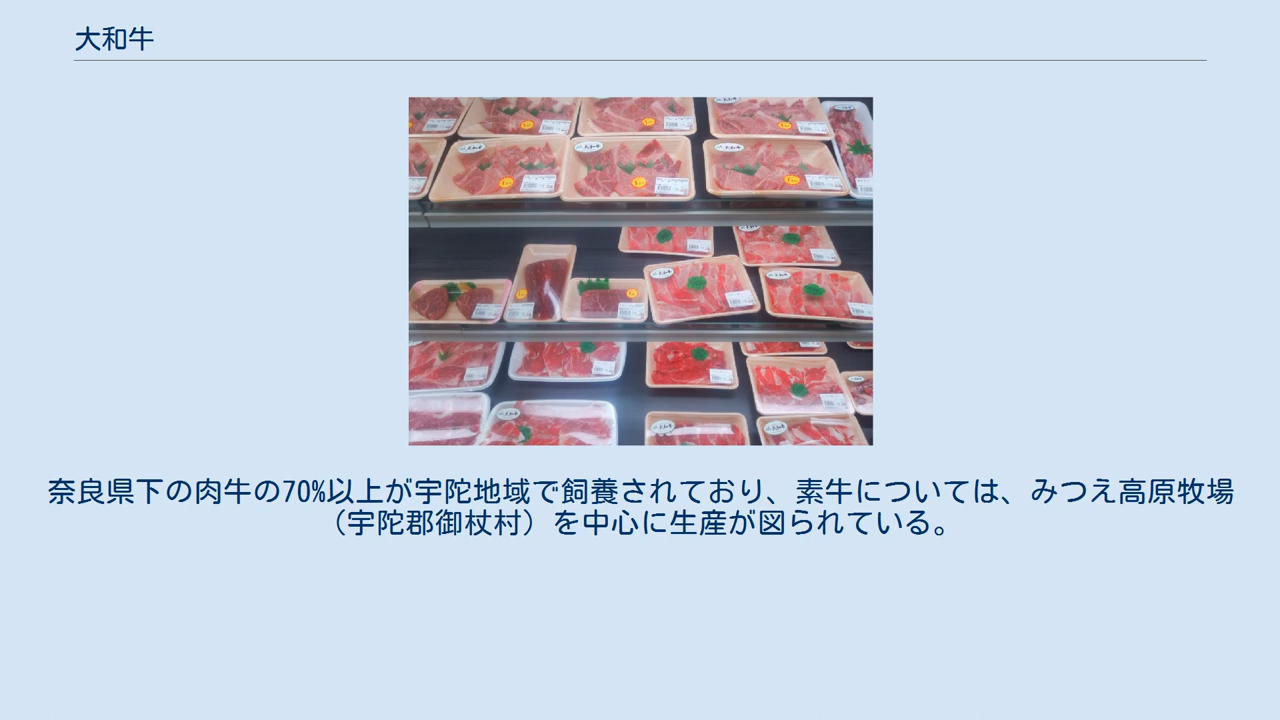 大和牛
奈良県下の肉牛の70%以上が宇陀地域で飼養されており、素牛については、みつえ高原牧場
（宇陀郡御杖村）を中心に生産が図られている。